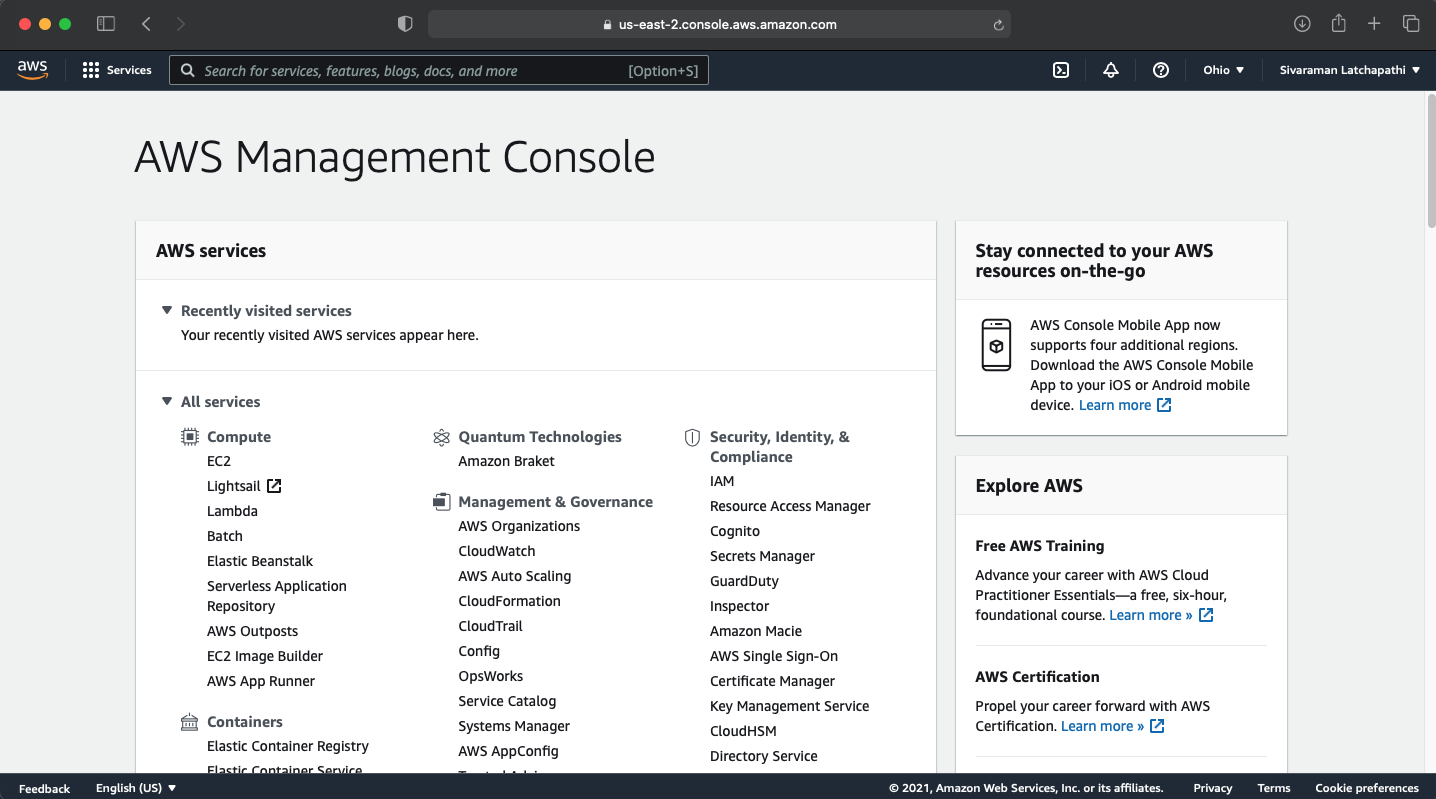 us-east-2.console.aws.amazon.com
aws
Services
Search for services, features, blogs, docs, and more
[Option+S]
Ohio
Sivaraman Latchapathi
AWS Management Console
AWS services
Recently visited services
Your recently visited AWS services appear here.
All services
Compute
EC2
Lightsail
Lambda
Batch
Elastic Beanstalk
Serverless Application
Repository
AWS Outposts
EC2 Image Builder
AWS App Runner
Containers
Elastic Container Registry
Elastic Container Service
Quantum Technologies
Amazon Braket
Management & Governance
AWS Organizations
CloudWatch
AWS Auto Scaling
CloudFormation
CloudTrail
Config
OpsWorks
Service Catalog
Systems Manager
AWS AppConfig
Security, Identity, &
Compliance
IAM
Resource Access Manager
Cognito
Secrets Manager
GuardDuty
Inspector
Amazon Macie
AWS Single Sign-On
Certificate Manager
Key Management Service
CloudHSM
Directory Service
Stay connected to your AWS
resources on-the-go
AWS Console Mobile App now
supports four additional regions.
Download the AWS Console Mobile
App to your iOS or Android mobile
device. Learn more
Explore AWS
Free AWS Training
Advance your career with AWS Cloud
Practitioner Essentials—a free, six-hour,
foundational course. Learn more »
AWS Certification
Propel your career forward with AWS
Certification. Learn more »
Feedback
English (US)
© 2021, Amazon Web Services, Inc. or its affiliates.
Privacy
Terms
Cookie preferences